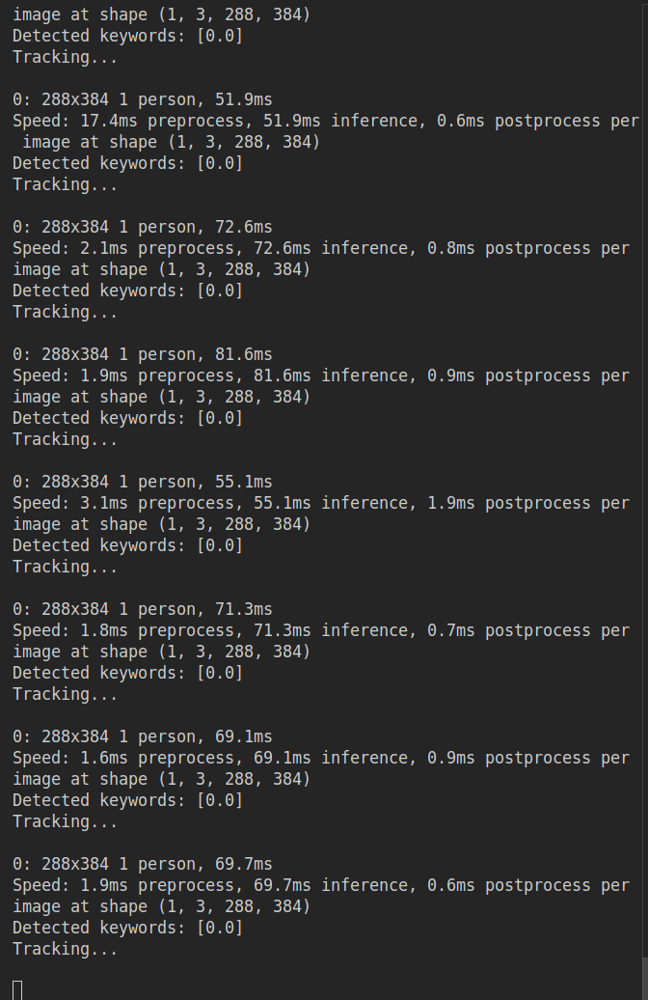 image at shape (1, 3, 288, 384)
Detected keywords: [0.0]
Tracking...
0: 288x384 1 person, 51.9ms
Speed: 17.4ms preprocess, 51.9ms inference, 0.6ms postprocess per
image at shape (1, 3, 288, 384)
Detected keywords: [0.0]
Tracking...
0: 288x384 1 person, 72.6ms
Speed: 2.1ms preprocess, 72.6ms inference, 0.8ms postprocess per
image at shape (1, 3, 288, 384)
Detected keywords: [0.0]
Tracking...
0: 288x384 1 person, 81.6ms
Speed: 1.9ms preprocess, 81.6ms inference, 0.9ms postprocess per
image at shape (1, 3, 288, 384)
Detected keywords: [0.0]
Tracking...
0: 288x384 1 person, 55.1ms
Speed: 3.1ms preprocess, 55.1ms inference, 1.9ms postprocess per
image at shape (1, 3, 288, 384)
Detected keywords: [0.0]
Tracking...
0: 288x384 1 person, 71.3ms
Speed: 1.8ms preprocess, 71.3ms inference, 0.7ms postprocess per
image at shape (1, 3, 288, 384)
Detected keywords: [0.0]
Tracking...
0: 288x384 1 person, 69.1ms
Speed: 1.6ms preprocess, 69.1ms inference, 0.9ms postprocess per
image at shape (1, 3, 288, 384)
Detected keywords: [0.0]
Tracking...
0: 288x384 1 person, 69.7ms
Speed: 1.9ms preprocess, 69.7ms inference, 0.6ms postprocess per
image at shape (1, 3, 288, 384)
Detected keywords: [0.0]
Tracking...